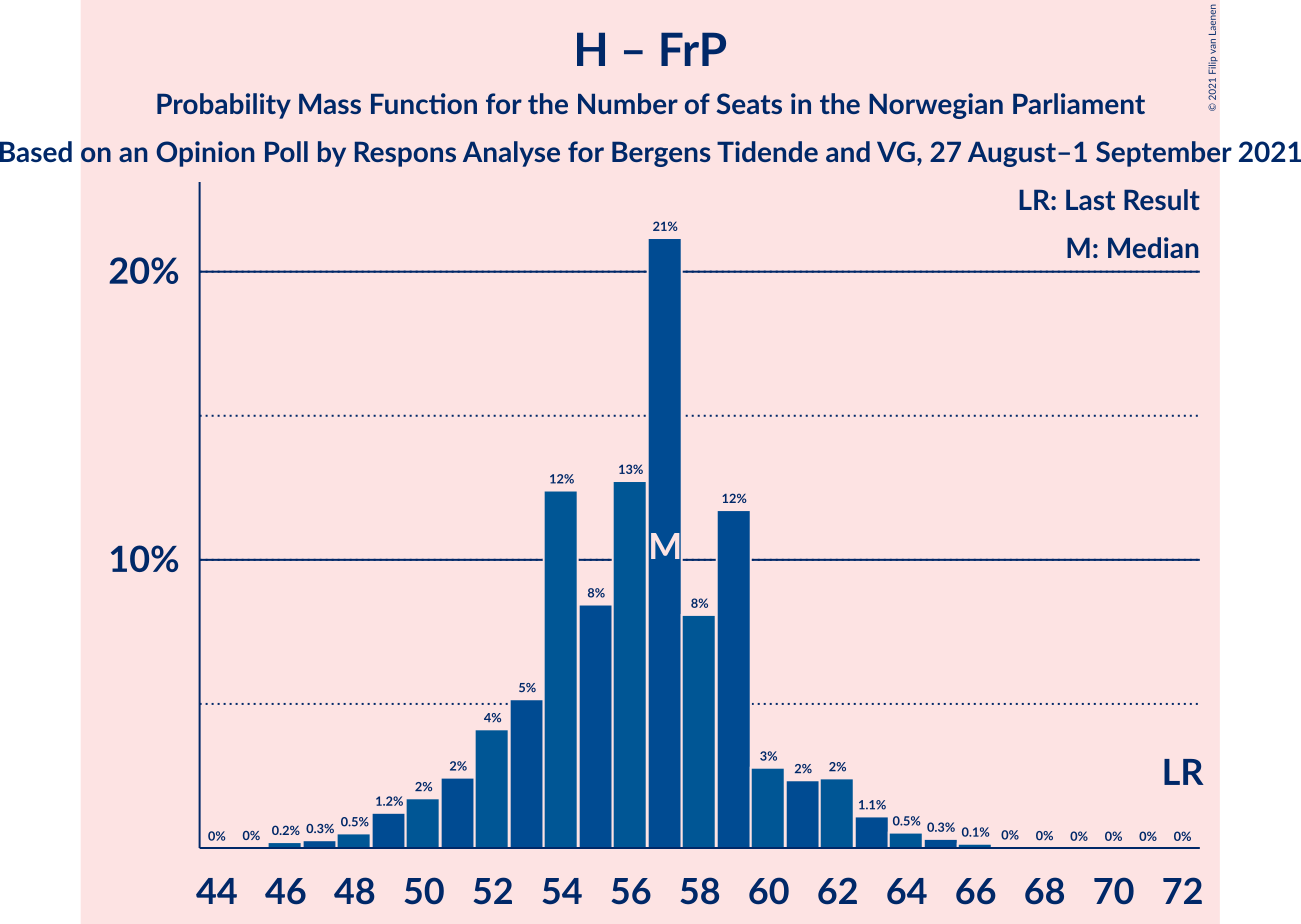 H – FrP
Probability Mass Function for the Number of Seats in the Norwegian Parliament
Based on an Opinion Poll by Respons Analyse for Bergens Tidende and VG, 27 August–1 September 2021
© 2021 Filip van Laenen
LR: Last Result
M: Median
20%
10%
0% 0% 0.2% 0.3% 0.5% 1.2% 2% 2% 4% 5% 12% 8% 13% 21% 8% 12% 3% 2% 2% 1.1% 0.5% 0.3% 0.1% 0% 0% 0% 0% 0% 0%
M
LR
44 46 48 50 52 54 56 58 60 62 64 66 68 70 72